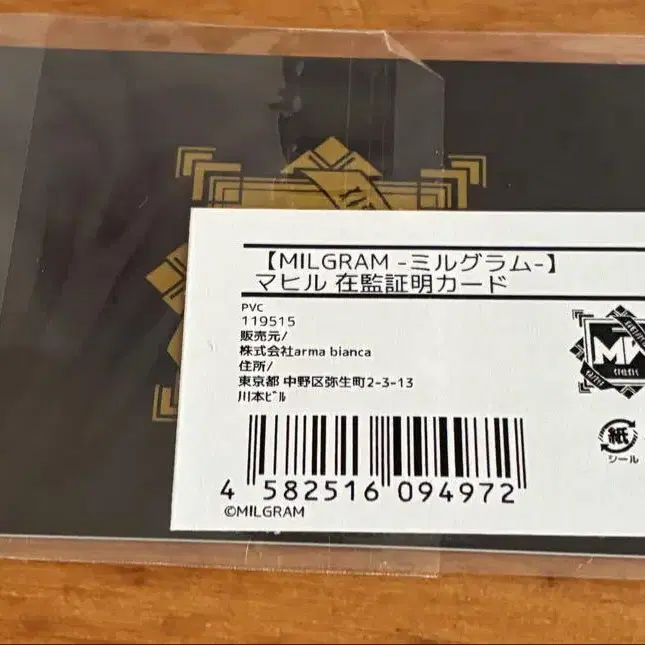 【MILGRAM -ミルグラム-】
マヒル 在監証明カード
PVC
119515
販売元/
株式会社arma bianca
住所/
東京都 中野区弥生町2-3-13
川本ﾋﾞﾙ
4 582516 094972
©MILGRAM
紙
シール